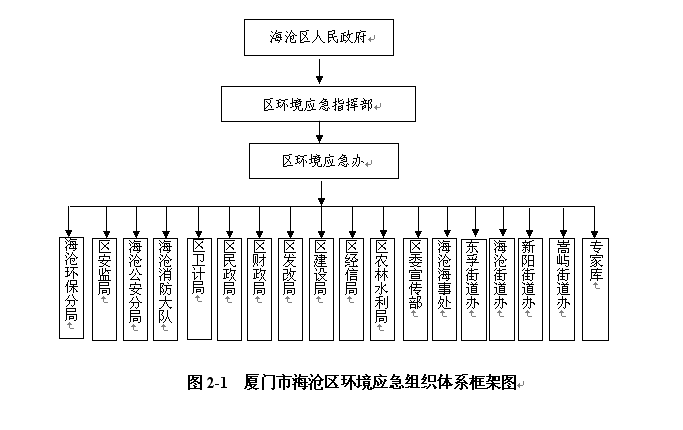 海沧区人民政府
区环境应急指挥部
区环境应急办
海沧环保分局
区安监局
海沧公安分局
海沧消防大队
区卫计局
区民政局
区财政局
区发改局
区建设局
区经信局
区农林水利局
区委宣传部
海沧海事处
东孚街道办
海沧街道办
新阳街道办
嵩屿街道办
专家库
图 2-1 厦门市海沧区环境应急组织体系框架图